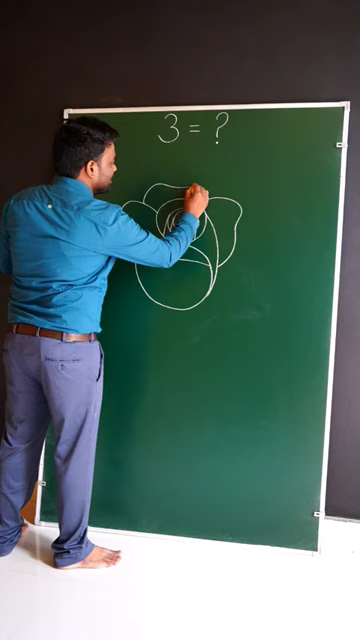 3 = ?